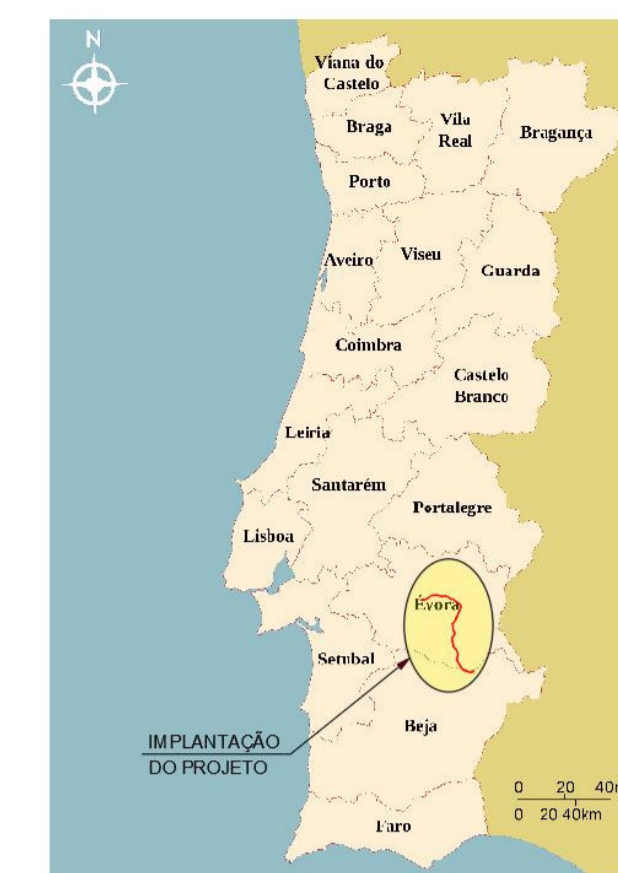 N
Viana do
Castelo
Braga
Vila
Real
Bragança
Porto
Aveiro
Viseu
Guarda
Coimbra
Castelo
Branco
Leiria
Santarém
Portalegre
Lisboa
Évora
Setubal
Beja
IMPLANTAÇÃO
DO PROJETO
0 20 40m
0 20 40km
Faro